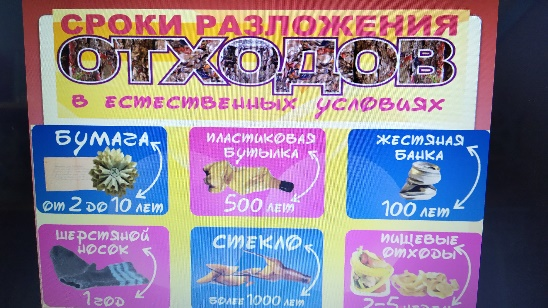 СРОКИ РАЗЛОЖЕНИЯ
ОТХОДОВ
В ЕСТЕСТВЕННЫХ УСЛОВИЯХ
БУМАГА
ОТ 2 ДО 10 ЛЕТ
ПЛАСТИКОВАЯ
БУТЫЛКА
500 ЛЕТ
ЖЕСТЯНАЯ
БАНКА
100 ЛЕТ
ШЕРСТЯНОЙ
НОСОК
1 ГОД
СТЕКЛО
БОЛЕЕ 1000 ЛЕТ
ПИЩЕВЫЕ
ОТХОДЫ